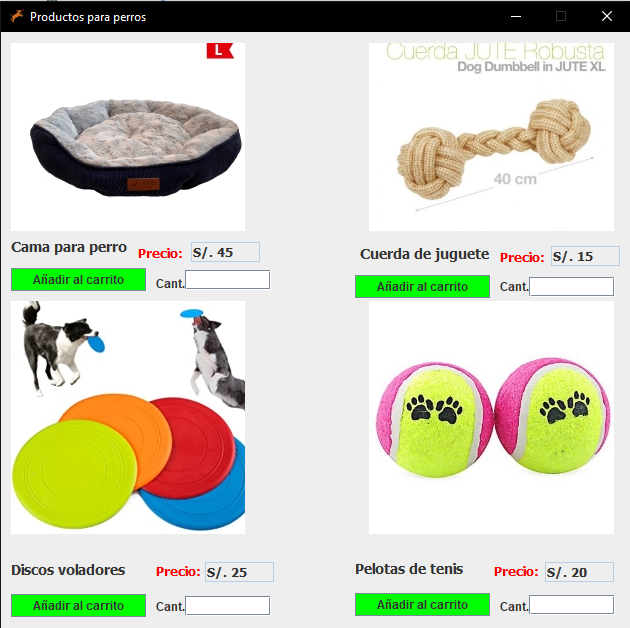 Productos para perros
L
Cuerda JUTE Robusta
Dog Dumbbell in JUTE XL
40 cm
Cama para perro Precio: S/. 45
Añadir al carrito Cant.
Cuerda de juguete Precio: S/. 15
Añadir al carrito Cant.
Discos voladores Precio: S/. 25
Añadir al carrito Cant.
Pelotas de tenis Precio: S/. 20
Añadir al carrito Cant.